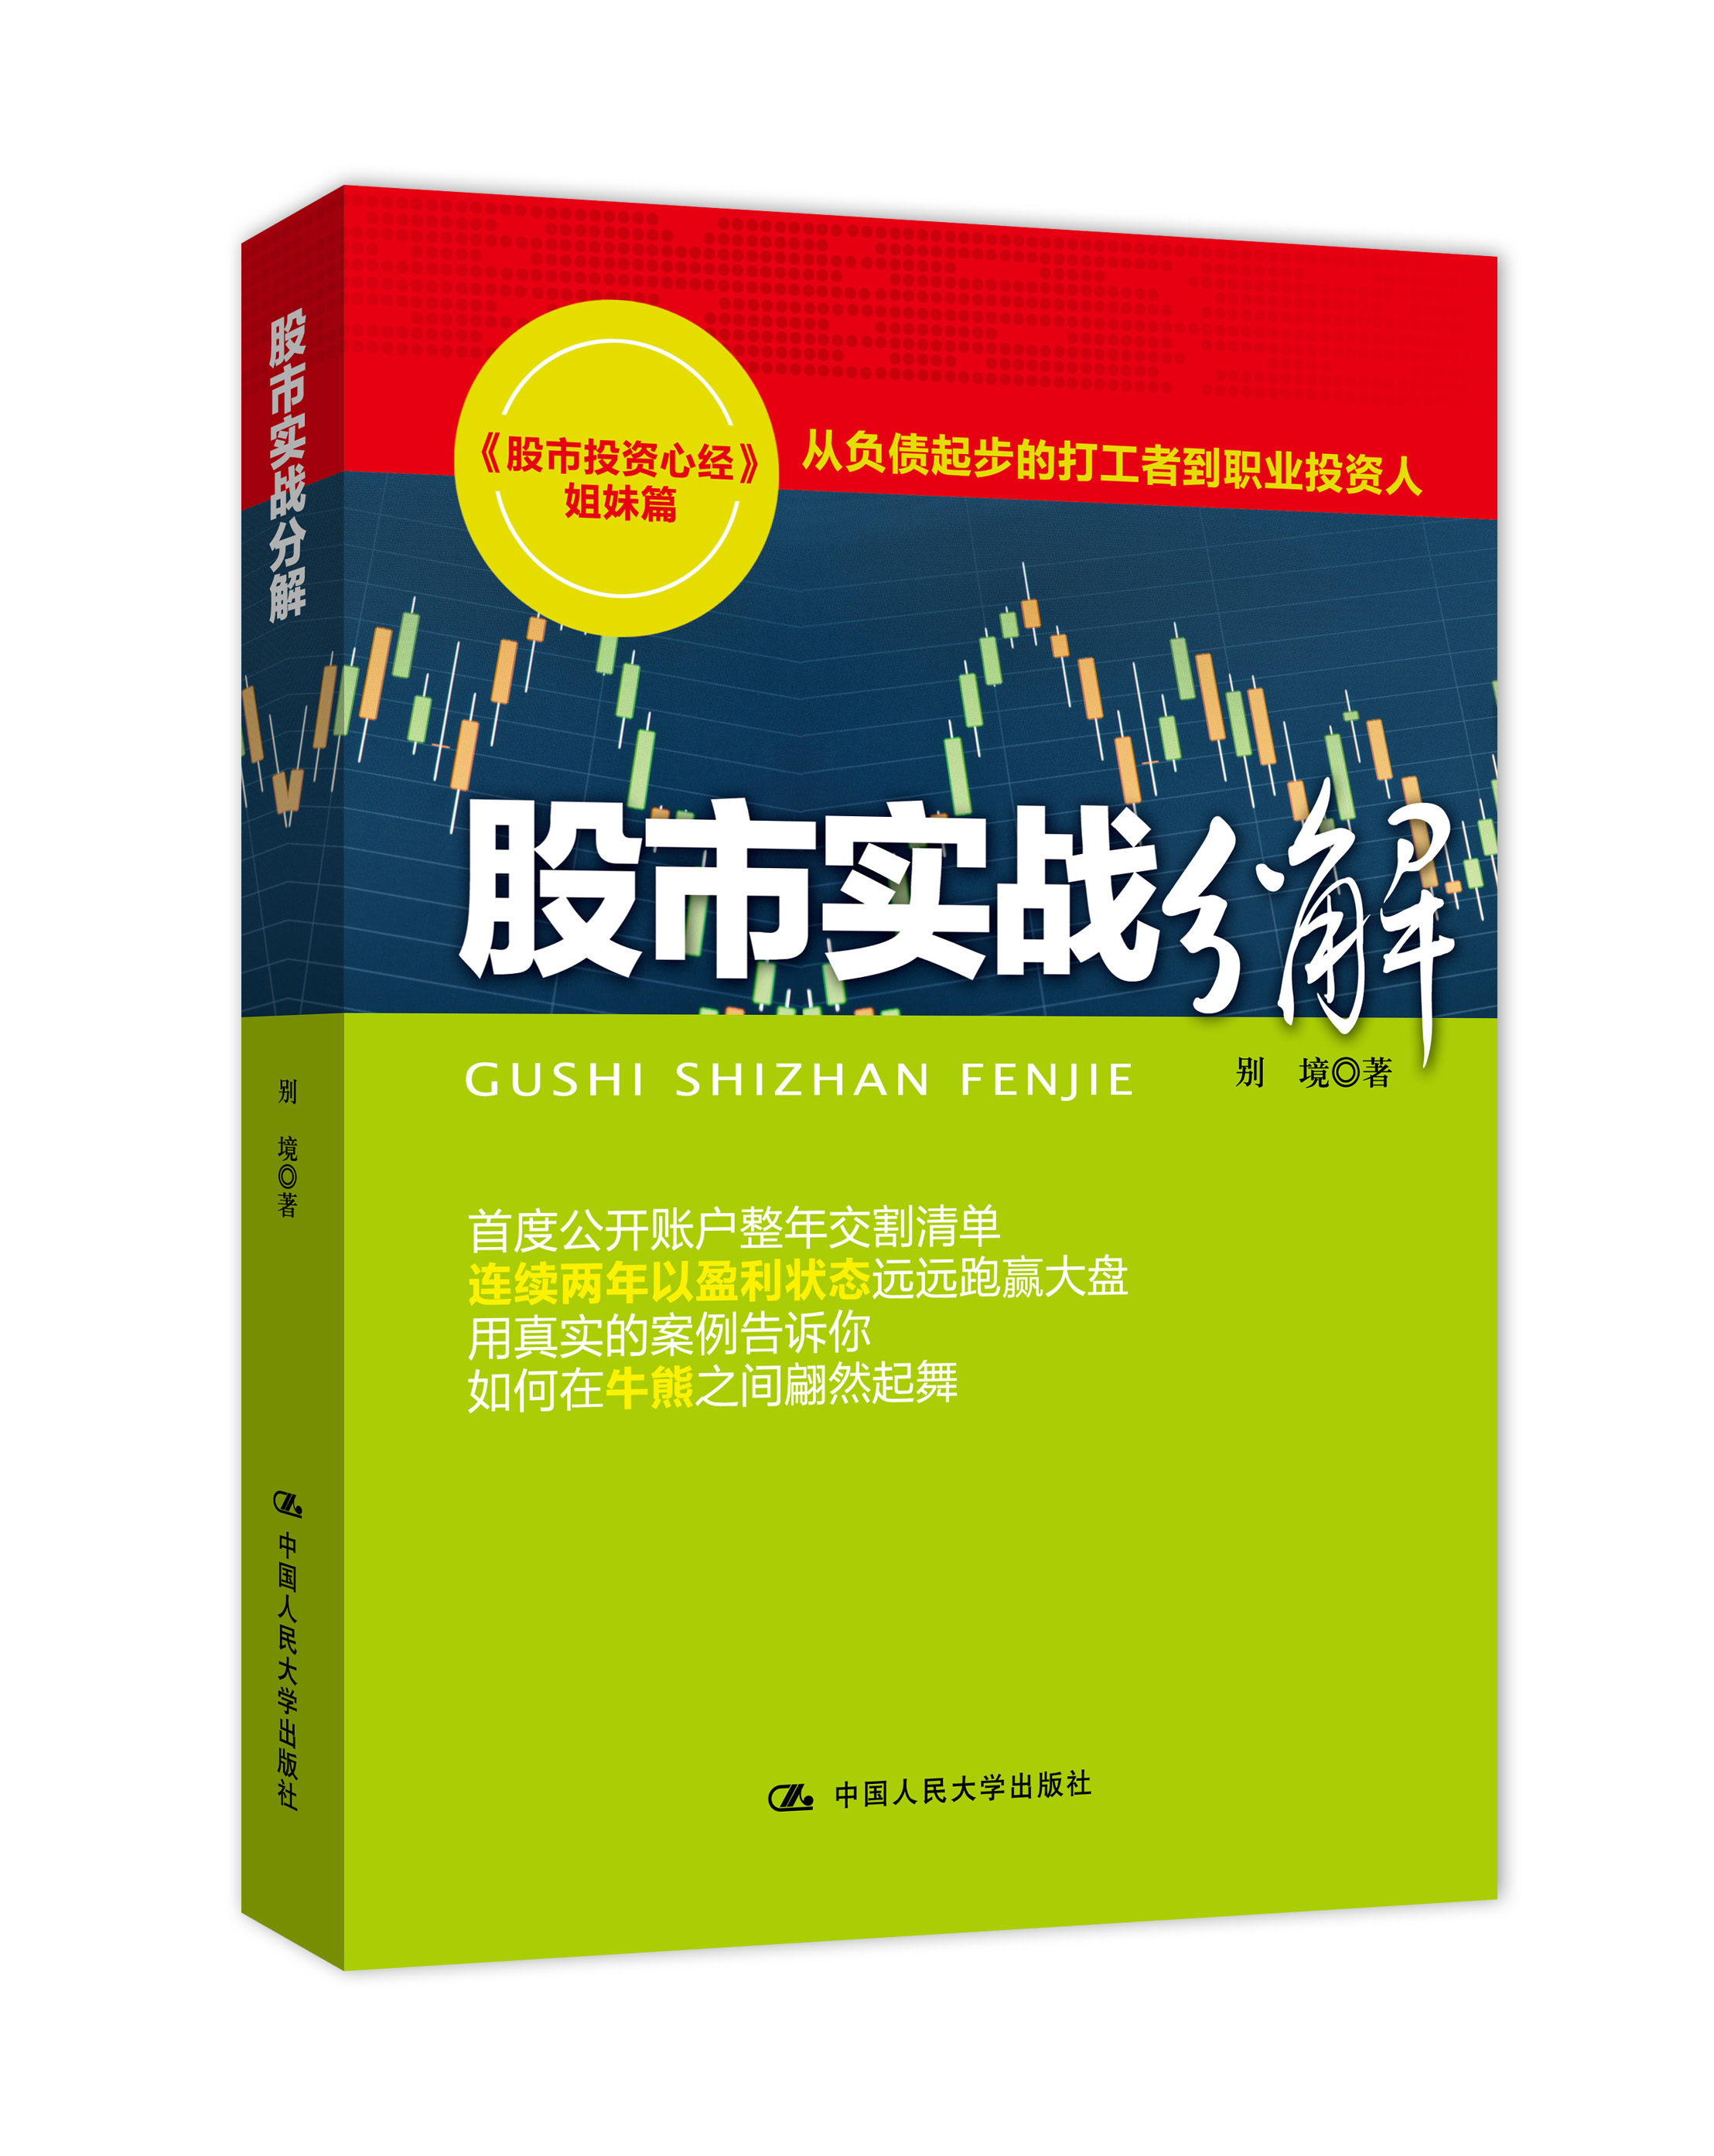 股市实战分解
别 境◎著
中国人民大学出版社
《股市投资心经》
姐妹篇
从负债起步的打工者到职业投资人
股市实战分解
GUSHI SHIZHAN FENJIE
别 境◎著
首度公开账户整年交割清单
连续两年以盈利状态远远跑赢大盘
用真实的案例告诉你
如何在牛熊之间翩然起舞
中国人民大学出版社